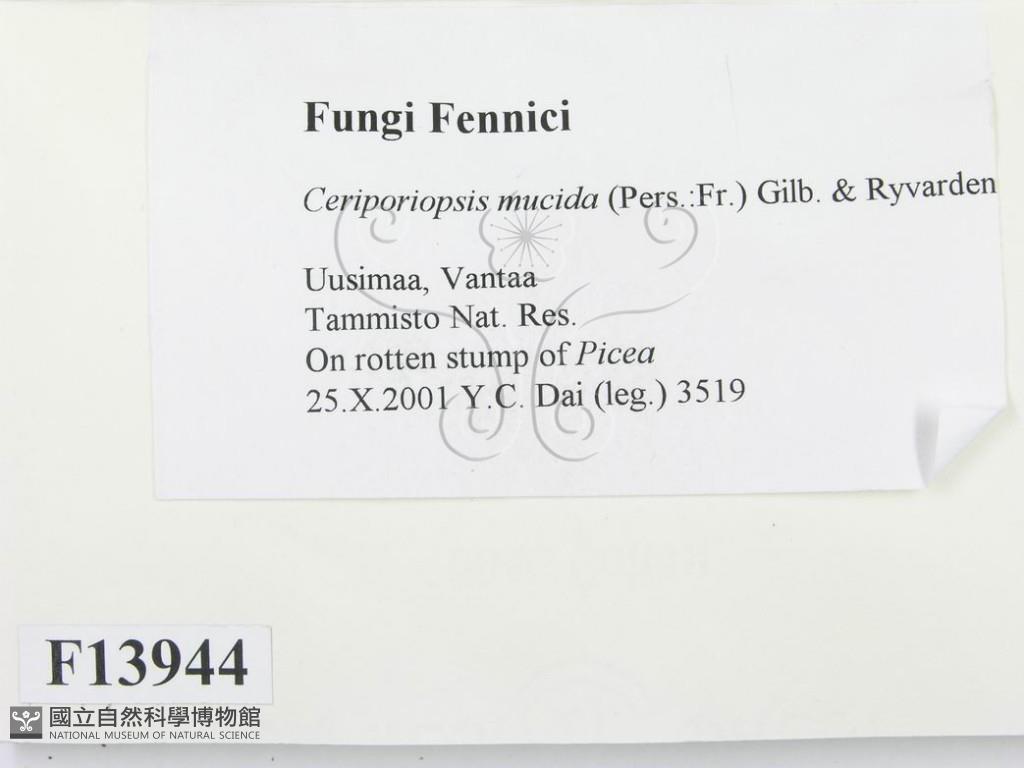 Fungi Fennici
Ceriporiopsis mucida (Pers.:Fr.) Gilb. & Ryvarden
Uusimaa, Vantaa
Tammisto Nat. Res.
On rotten stump of Picea
25.X.2001 Y.C. Dai (leg.) 3519
F13944
國立自然科學博物館
NATIONAL MUSEUM OF NATURAL SCIENCE